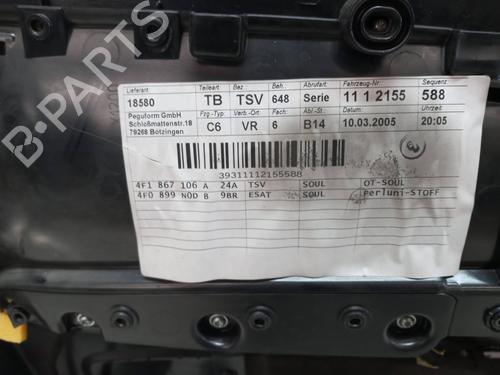 Lieferant: Teileart: Bez.: Beh.: Abrufart: Fahrzeug-Nr. Sequenz:
18580 TB TSV 648 Serie 11 1 2155 588
Peguform GmbH Fzg.-Typ: Verb.-Ort: Fach: Abl.-St.: Datum Uhrzeit
Schloßmattenstr.18
79268 Bötzingen C6 VR 6 B14 10.03.2005 20:05
39311112155588
4F1 867 106 A 24A TSV SOUL OT-SOUL
4F0 899 N0D B 9BR ESAT SOUL Perluni-STOFF
B-PARTS